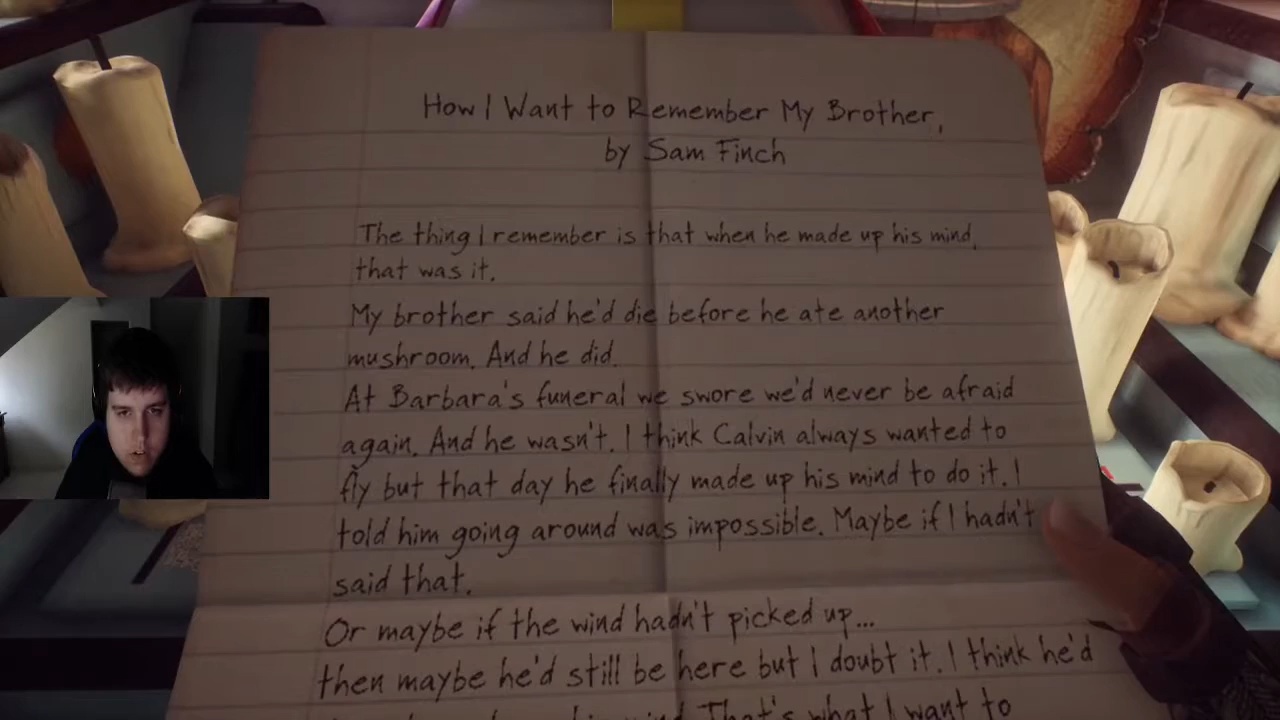 How I Want to Remember My Brother,
by Sam Finch
The thing I remember is that when he made up his mind,
that was it.
My brother said he'd die before he ate another
mushroom. And he did.
At Barbara's funeral we swore we'd never be afraid
again. And he wasn't. I think Calvin always wanted to
fly but that day he finally made up his mind to do it. I
told him going around was impossible. Maybe if I hadn't
said that.
Or maybe if the wind hadn't picked up...
then maybe he'd still be here but I doubt it. I think he'd
mind. That's what I want to